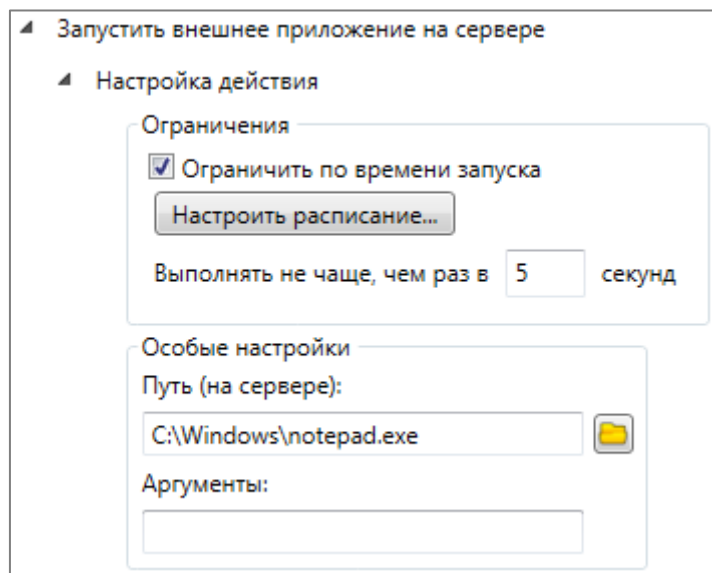 Запустить внешнее приложение на сервере
Настройка действия
Ограничения
Ограничить по времени запуска
Настроить расписание...
Выполнять не чаще, чем раз в 5 секунд
Особые настройки
Путь (на сервере):
C:\Windows\notepad.exe
Аргументы: